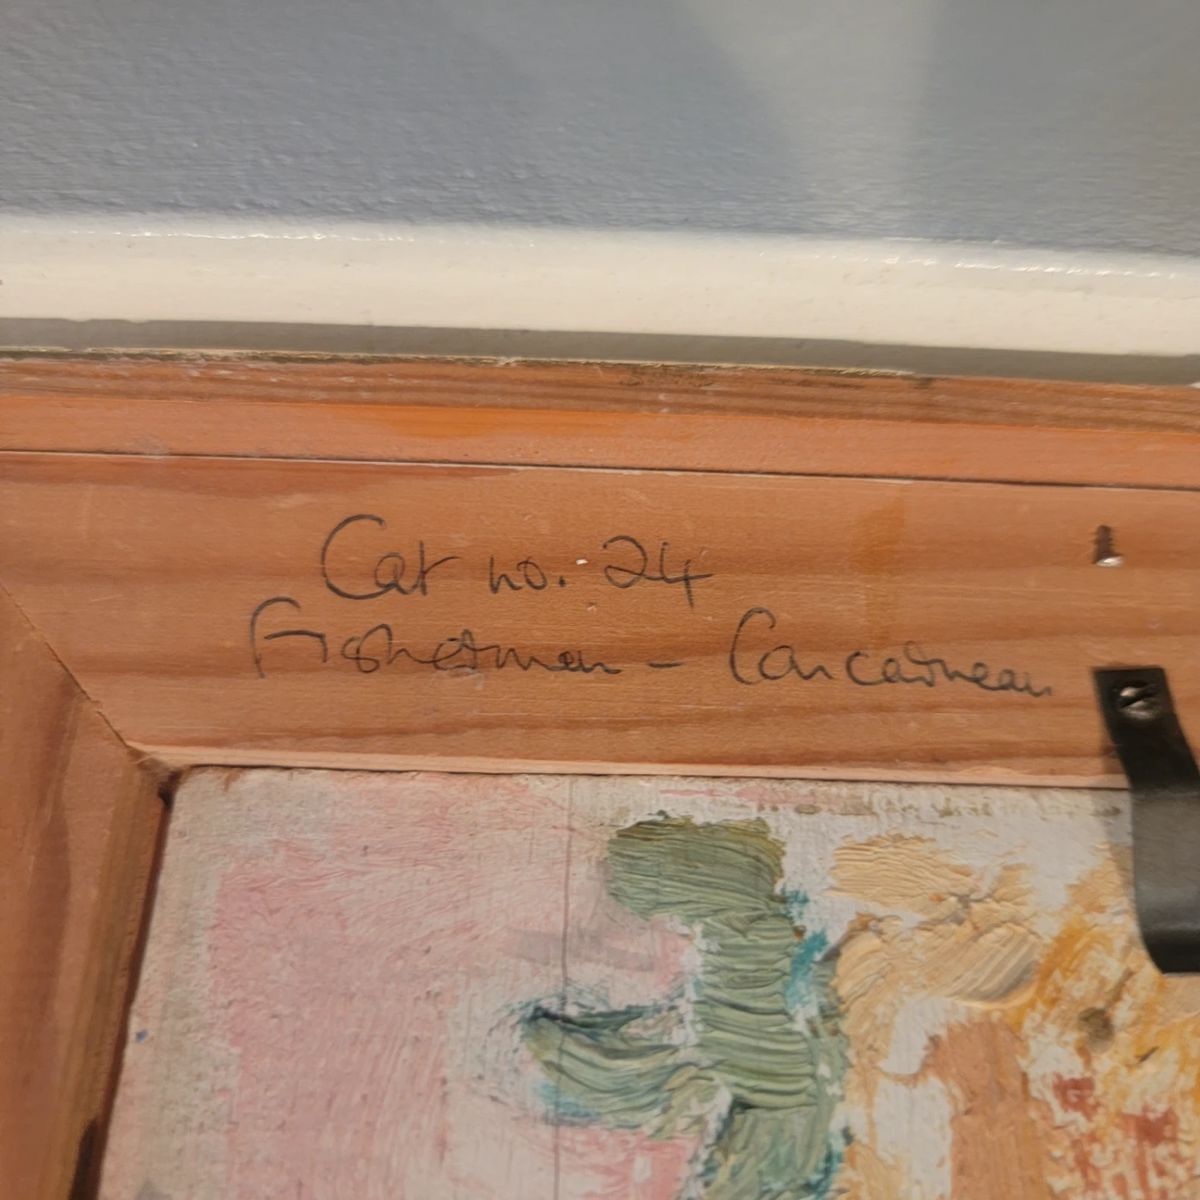 Cat no. 24
Fisherman - Concarneau